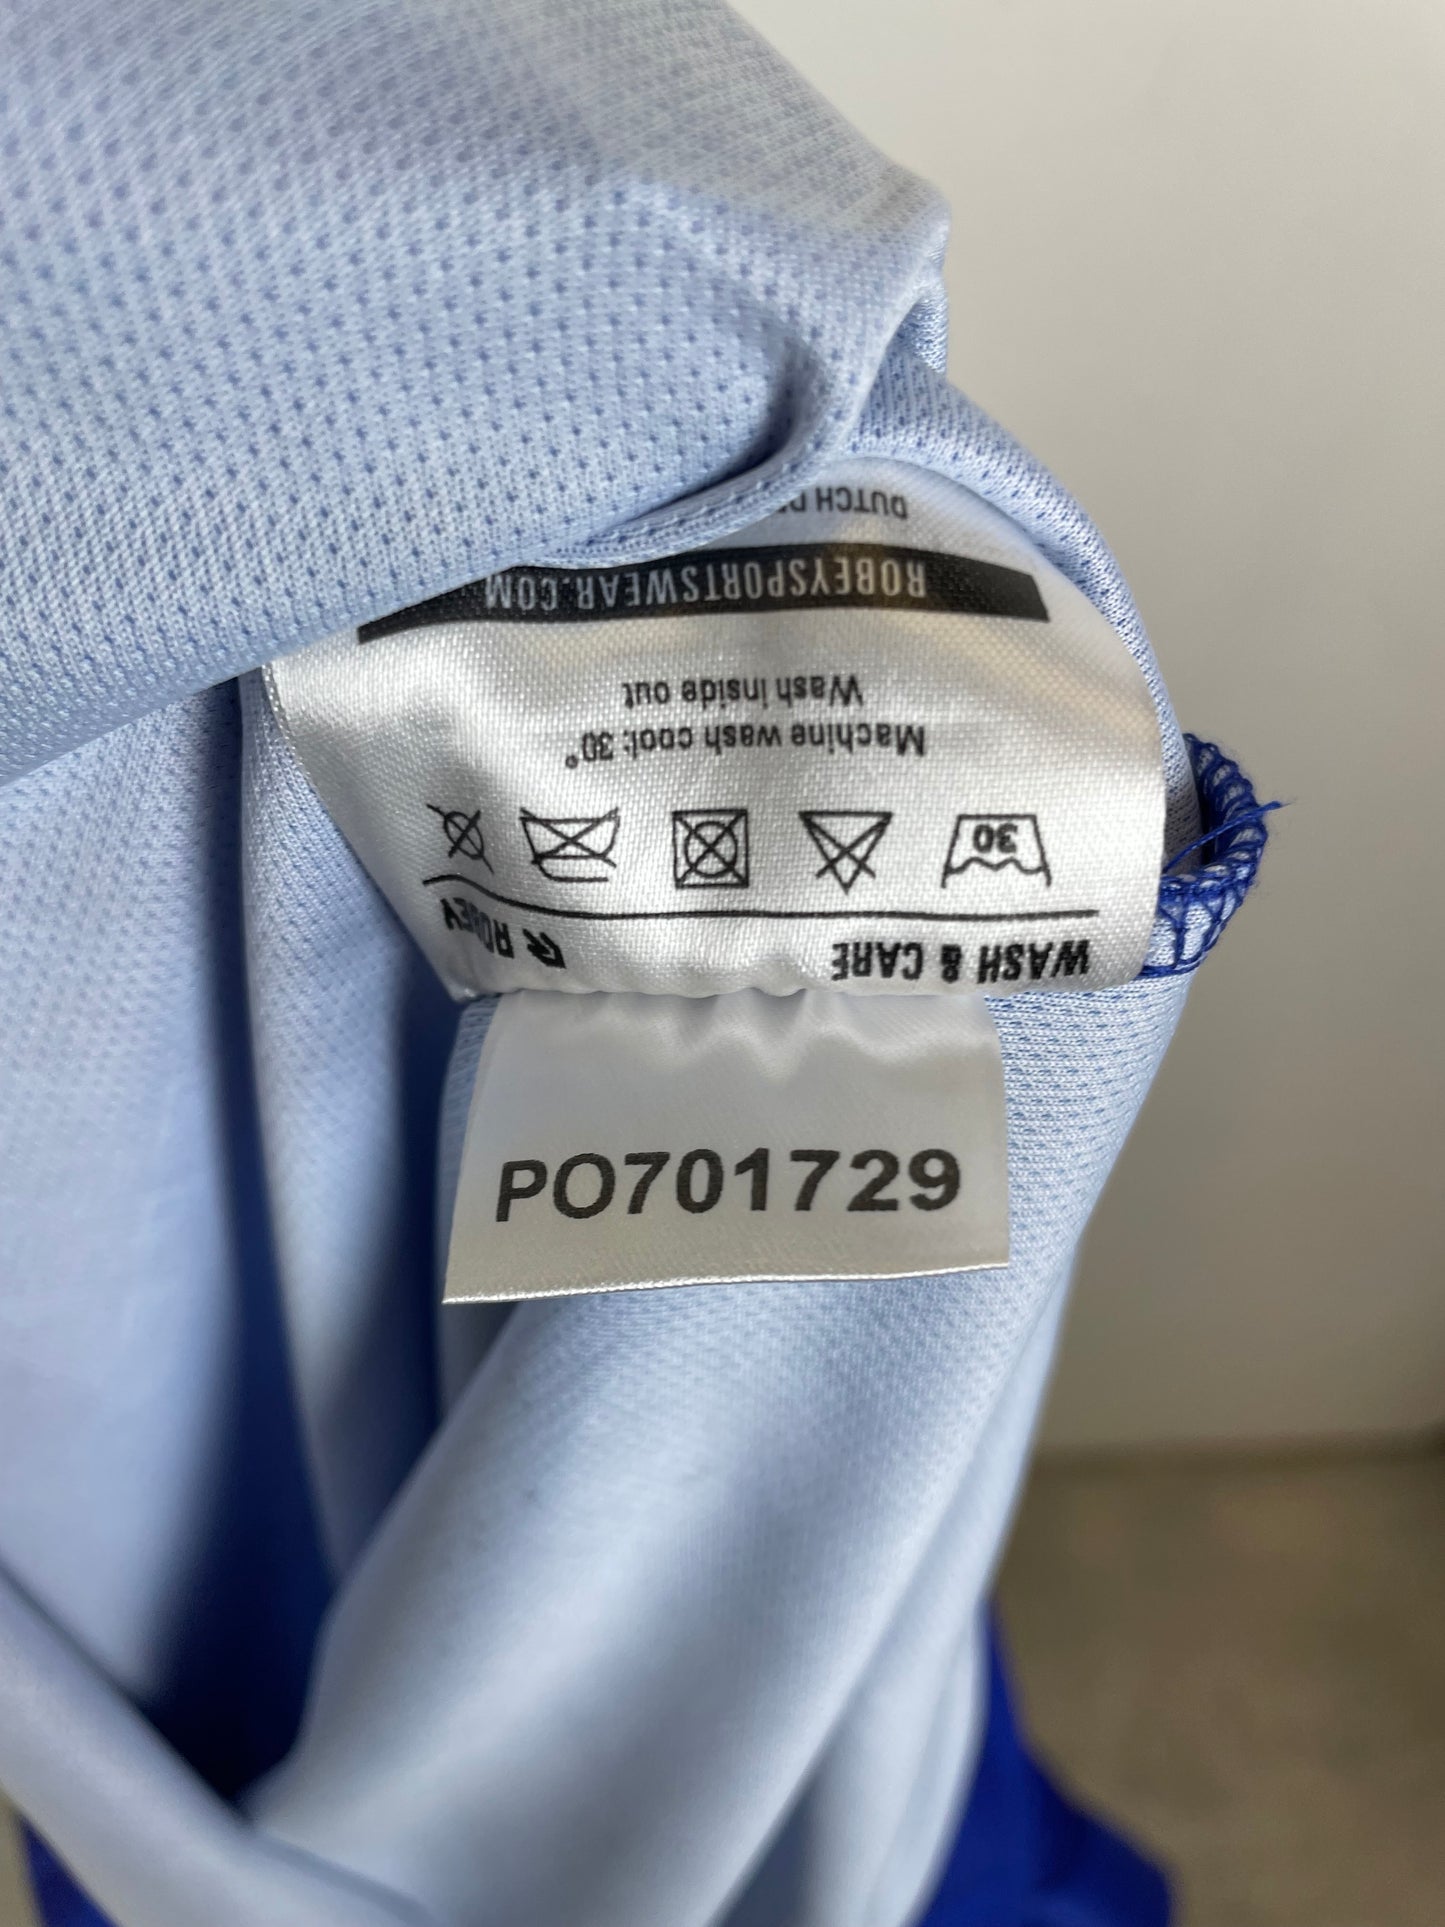 WASH & CARE ROBEY
30
Machine wash cool: 30°
Wash inside out
ROBEYSPORTSWEAR.COM
DUTCH
PO701729